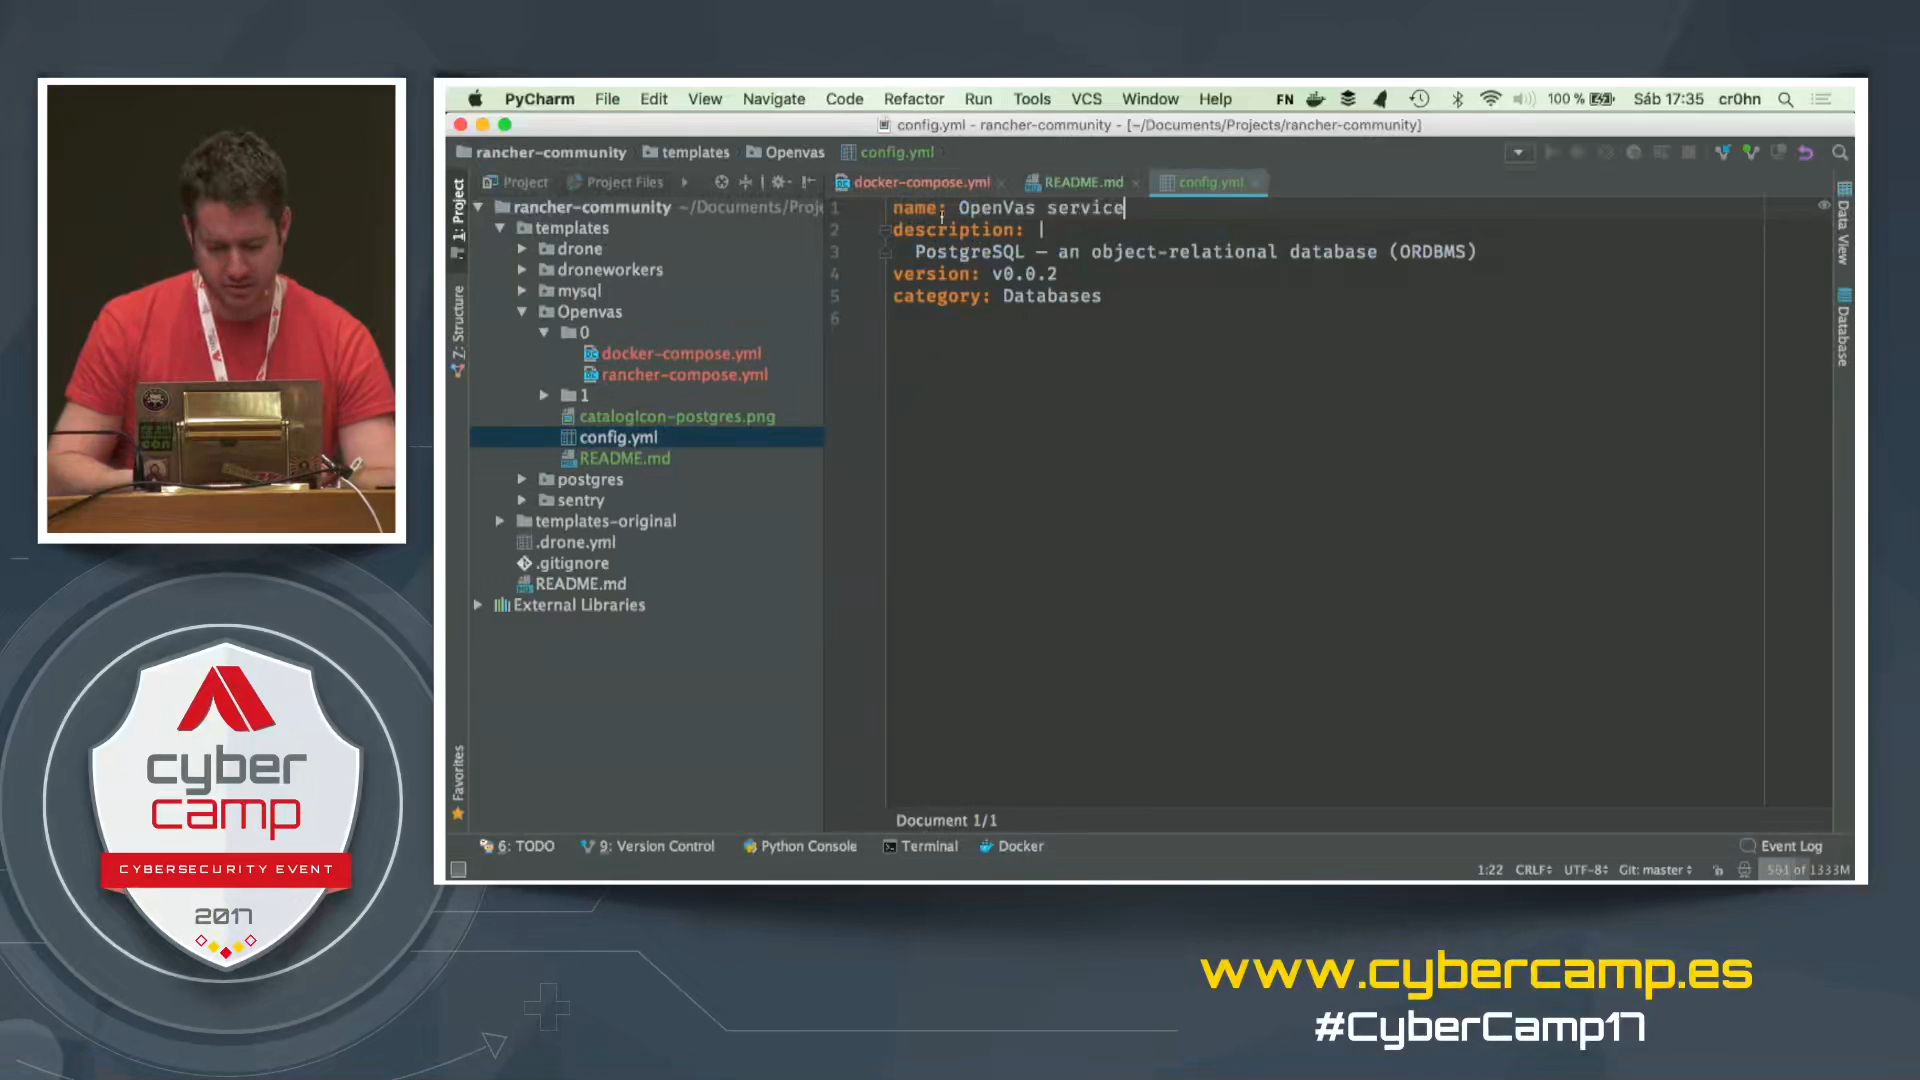 PyCharm File Edit View Navigate Code Refactor Run Tools VCS Window Help FN 100 % Sáb 17:35 cr0hn
config.yml - rancher-community - [~/Documents/Projects/rancher-community]
rancher-community templates Openvas config.yml
Project Project Files docker-compose.yml README.md config.yml
1: Project
Z: Structure
Favorites
rancher-community ~/Documents/Proj
templates
drone
droneworkers
mysql
Openvas
0
docker-compose.yml
rancher-compose.yml
1
catalogIcon-postgres.png
config.yml
README.md
postgres
sentry
templates-original
.drone.yml
.gitignore
README.md
External Libraries
1 name: OpenVas service
2 description: |
3 PostgreSQL – an object-relational database (ORDBMS)
4 version: v0.0.2
5 category: Databases
6
Data View
Database
Document 1/1
6: TODO 9: Version Control Python Console Terminal Docker Event Log
1:22 CRLF UTF-8 Git: master of 1333M
cyber
camp
CYBERSECURITY EVENT
2017
www.cybercamp.es
#CyberCamp17